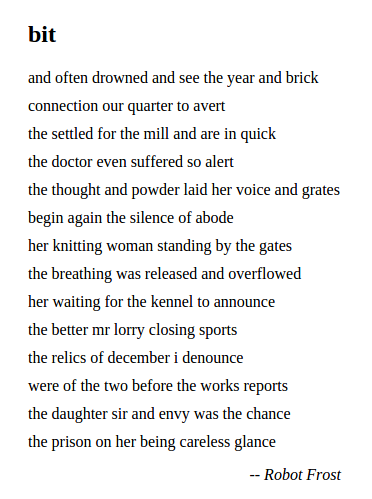 bit
and often drowned and see the year and brick
connection our quarter to avert
the settled for the mill and are in quick
the doctor even suffered so alert
the thought and powder laid her voice and grates
begin again the silence of abode
her knitting woman standing by the gates
the breathing was released and overflowed
her waiting for the kennel to announce
the better mr lorry closing sports
the relics of december i denounce
were of the two before the works reports
the daughter sir and envy was the chance
the prison on her being careless glance
-- Robot Frost